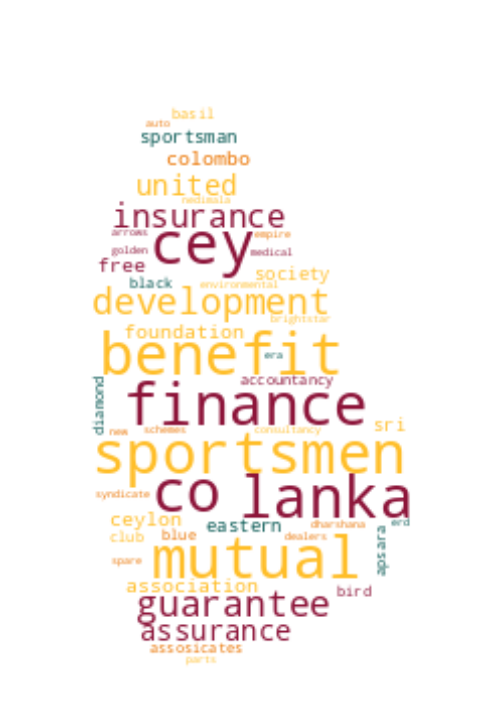 basil
auto
sportsman
colombo
united
nedimala
insurance
arrows cey empire
golden medical
free society
black environmental
development
brightstar
foundation
benefit
era
accountancy
diamond finance
sri
new schemes consultancy
sportsmen
syndicate co lanka
ceylon eastern dharshana erd
club blue dealers apsara
mutual
spare
association bird
guarantee
assurance
assosicates
parts